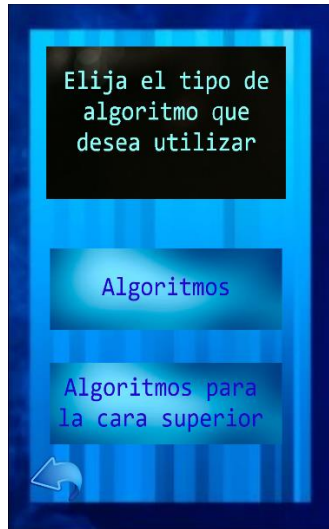 Elija el tipo de
algoritmo que
desea utilizar
Algoritmos
Algoritmos para
la cara superior